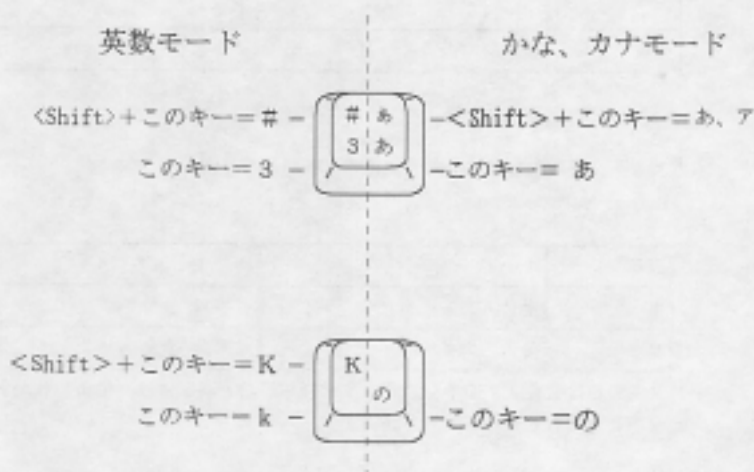 英数モード かな、カナモード
<Shift>+このキー=# # ぁ <Shift>+このキー=ぁ、ァ
このキー=3 3 あ このキー= あ
<Shift>+このキー=K K
の
このキー=k このキー=の